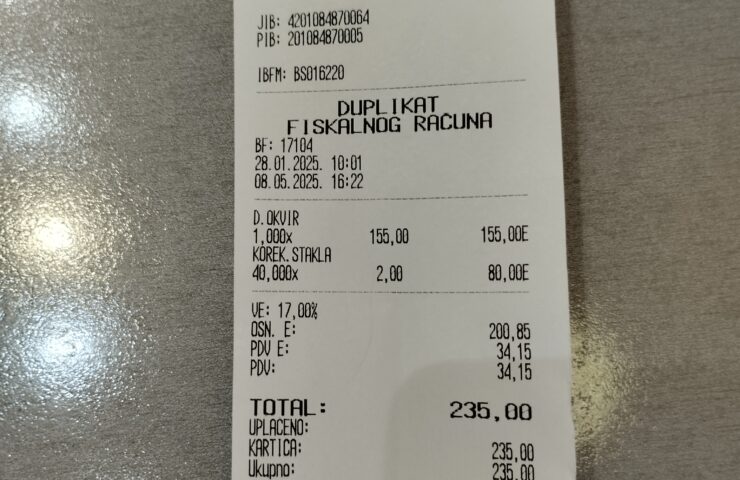 JIB: 4201084870064
PIB: 201084870005
IBFM: BS016220
DUPLIKAT
FISKALNOG RAČUNA
BF: 17104
28.01.2025. 10:01
08.05.2025. 16:22
D.OKVIR
1,000x 155,00 155,00E
KOREK.STAKLA
40,000x 2,00 80,00E
VE: 17,00%
OSN. E: 200,85
PDV E: 34,15
PDV: 34,15
TOTAL: 235,00
UPLAĆENO:
KARTICA: 235,00
Ukupno: 235,00